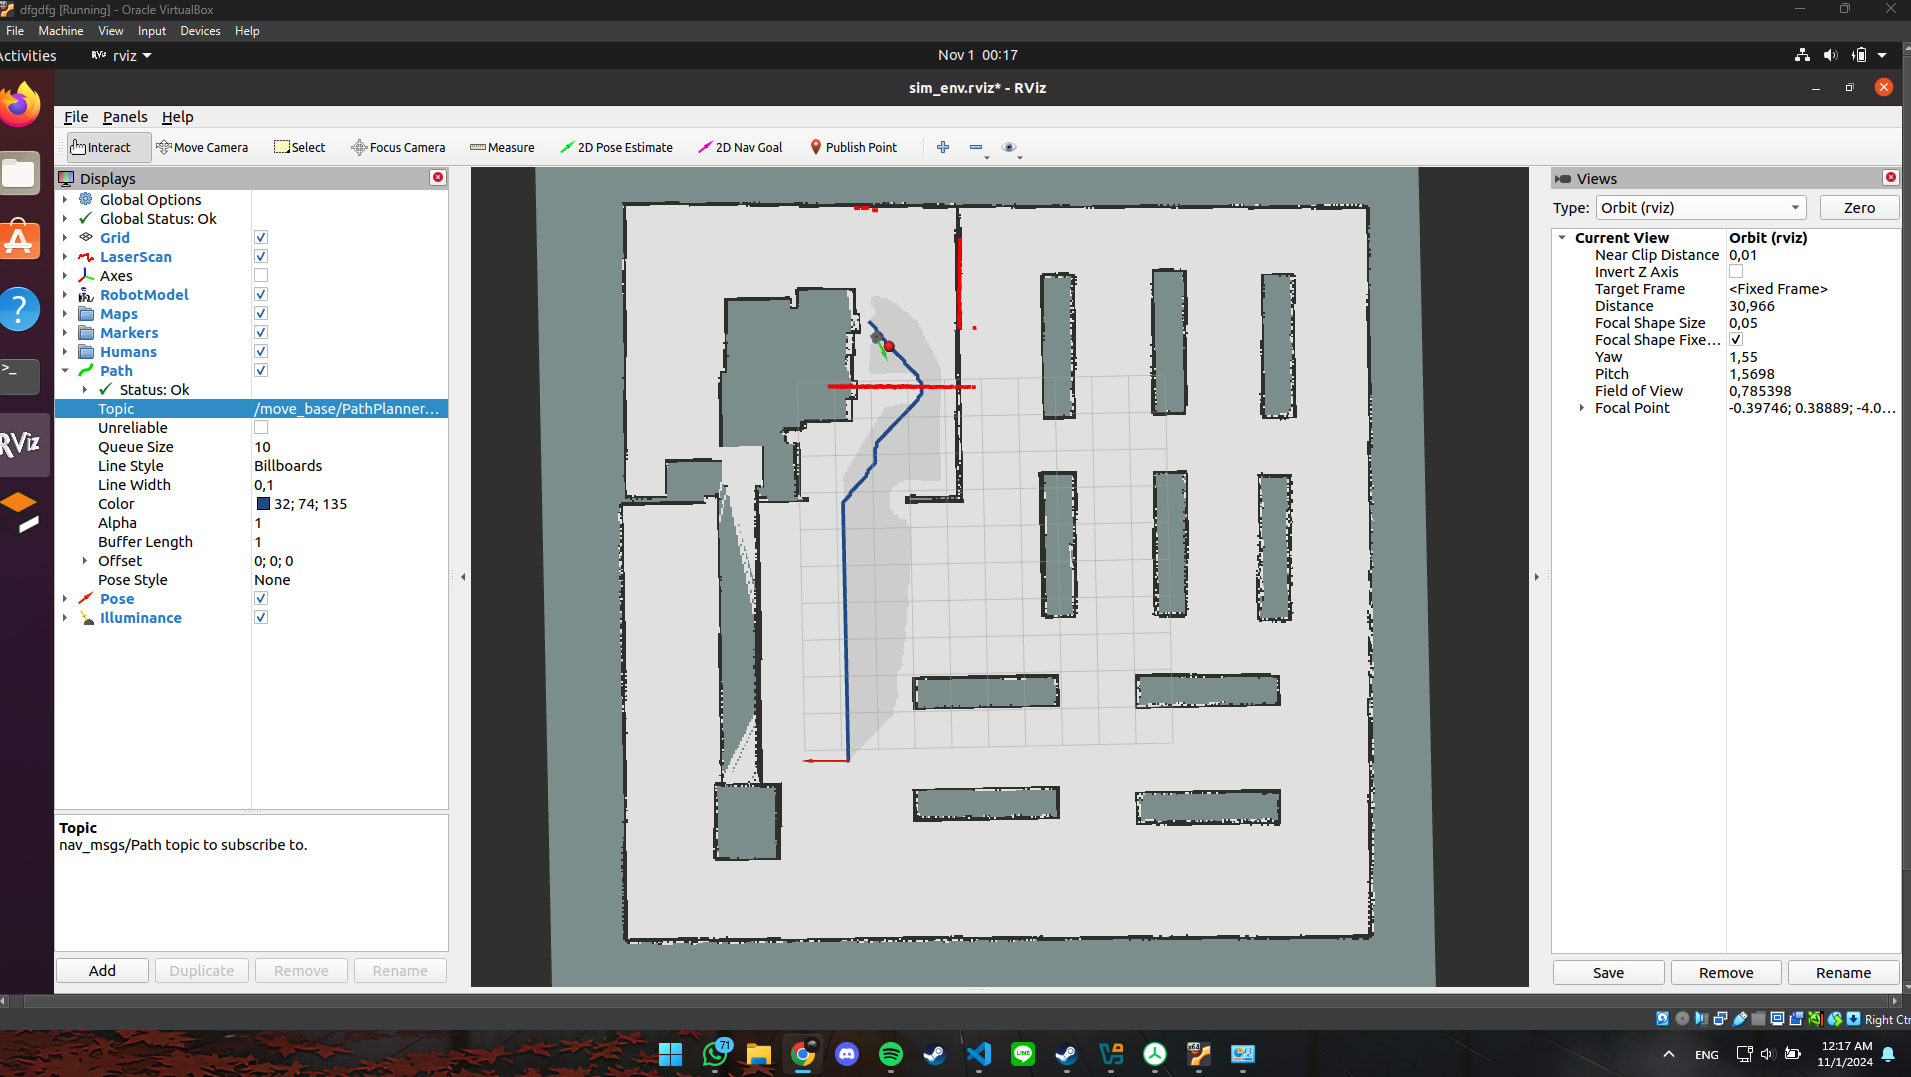 dfgdfg [Running] - Oracle VirtualBox
File Machine View Input Devices Help
Activities
RViz rviz
Nov 1 00:17
sim_env.rviz* - RViz
File Panels Help
Interact Move Camera Select Focus Camera Measure 2D Pose Estimate 2D Nav Goal Publish Point
Displays
Global Options
Global Status: Ok
Grid
LaserScan
Axes
RobotModel
Maps
Markers
Humans
Path
Status: Ok
Topic /move_base/PathPlanner...
Unreliable
Queue Size 10
Line Style Billboards
Line Width 0,1
Color 32; 74; 135
Alpha 1
Buffer Length 1
Offset 0; 0; 0
Pose Style None
Pose
Illuminance
Topic
nav_msgs/Path topic to subscribe to.
Add Duplicate Remove Rename
Views
Type: Orbit (rviz) Zero
Current View Orbit (rviz)
Near Clip Distance 0,01
Invert Z Axis
Target Frame <Fixed Frame>
Distance 30,966
Focal Shape Size 0,05
Focal Shape Fixe...
Yaw 1,55
Pitch 1,5698
Field of View 0,785398
Focal Point -0.39746; 0.38889; -4.0...
Save Remove Rename
RViz
Right Ctr
71
LINE
x64
ENG
12:17 AM
11/1/2024